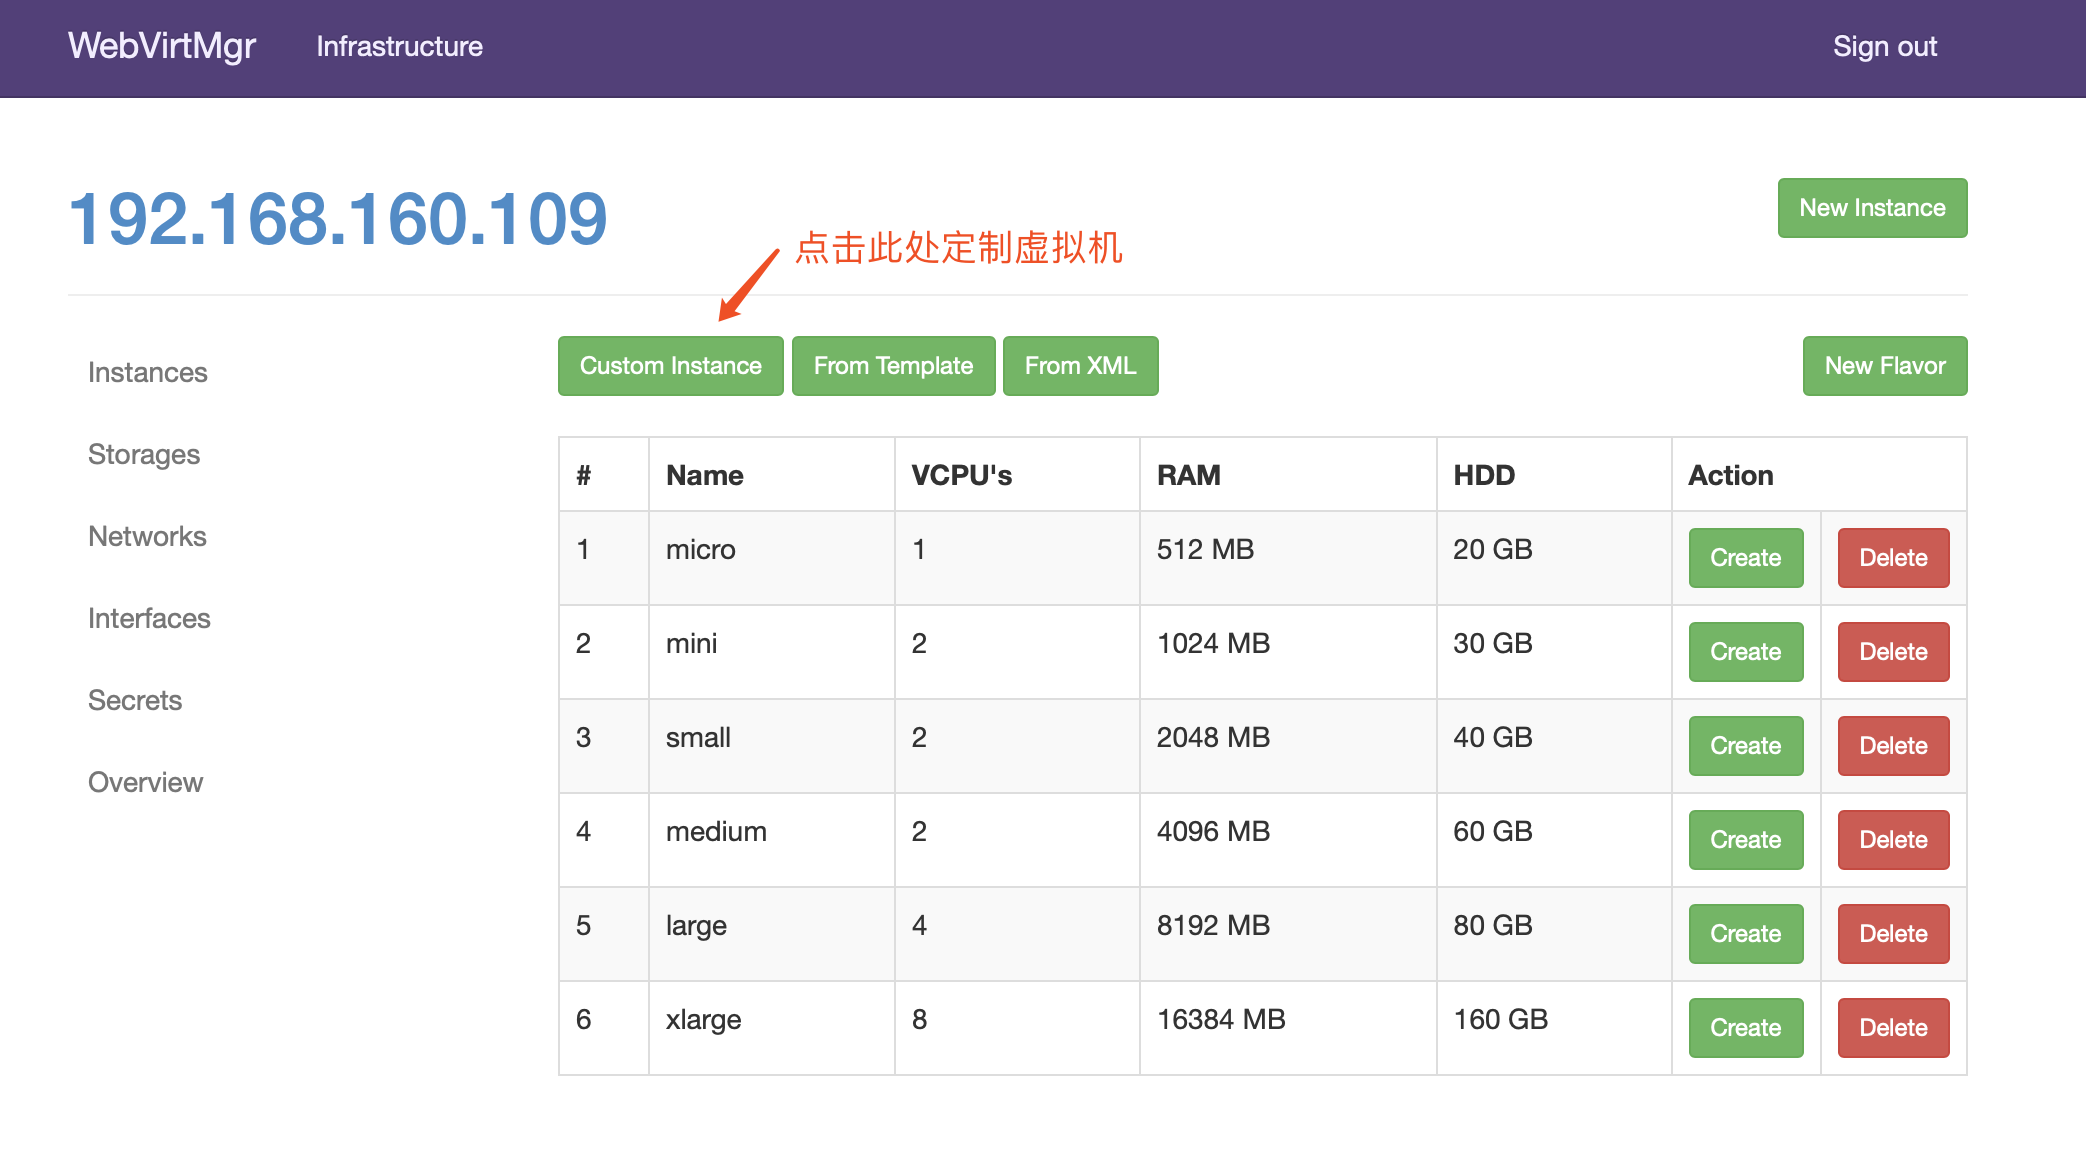 WebVirtMgr Infrastructure Sign out
192.168.160.109
New Instance
点击此处定制虚拟机
Instances
Storages
Networks
Interfaces
Secrets
Overview
Custom Instance From Template From XML New Flavor
# Name VCPU's RAM HDD Action
1 micro 1 512 MB 20 GB Create Delete
2 mini 2 1024 MB 30 GB Create Delete
3 small 2 2048 MB 40 GB Create Delete
4 medium 2 4096 MB 60 GB Create Delete
5 large 4 8192 MB 80 GB Create Delete
6 xlarge 8 16384 MB 160 GB Create Delete